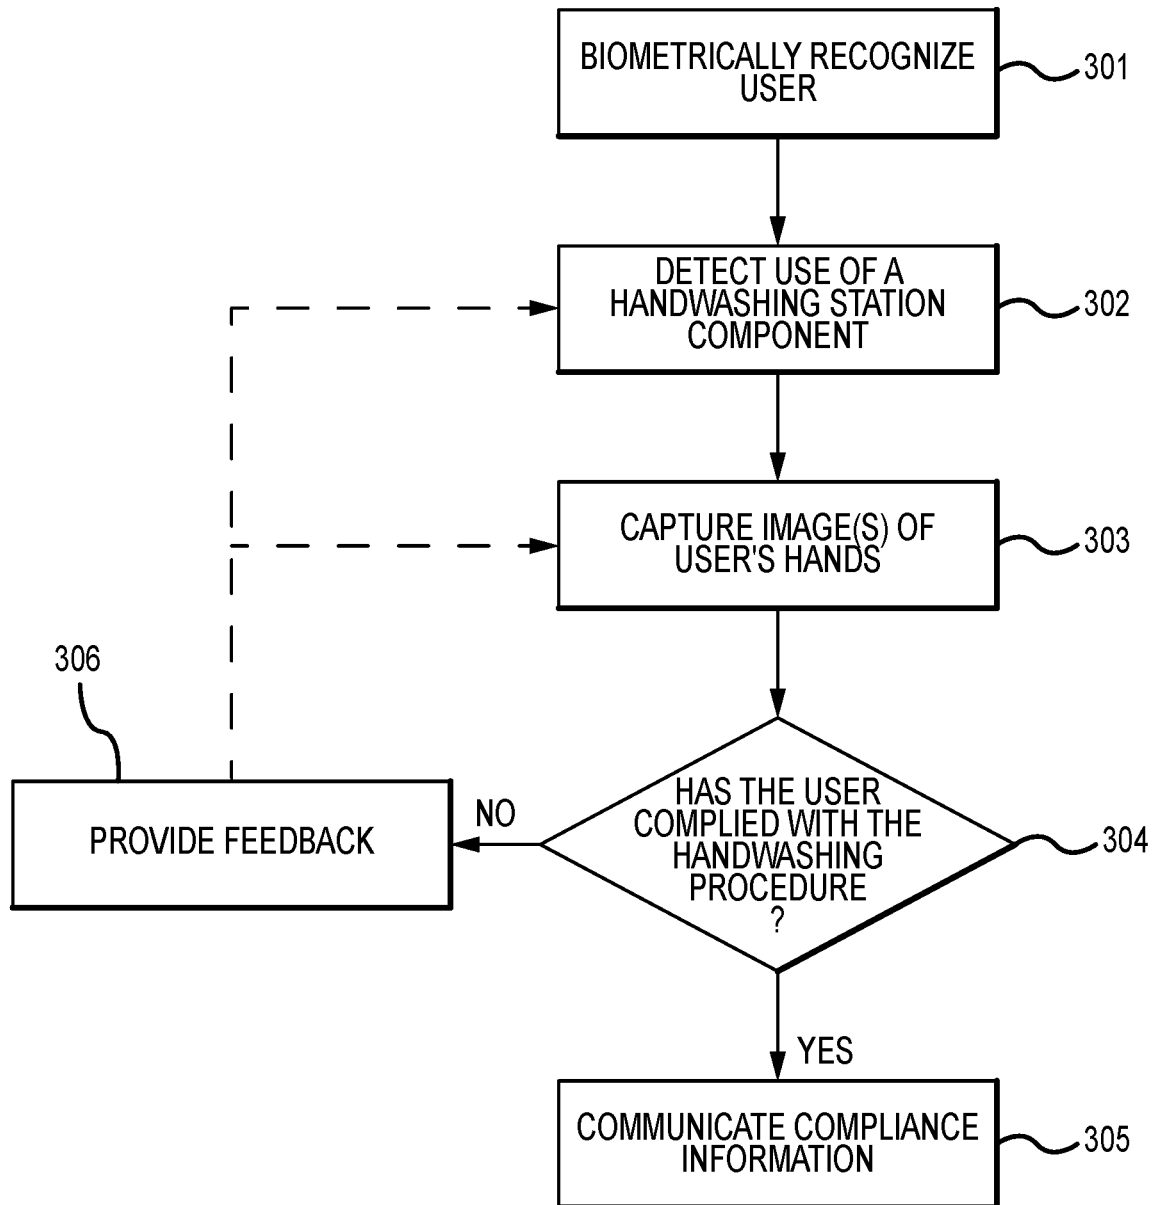 BIOMETRICALLY RECOGNIZE
USER
301
DETECT USE OF A
HANDWASHING STATION
COMPONENT
302
CAPTURE IMAGE(S) OF
USER'S HANDS
303
306
PROVIDE FEEDBACK
NO
HAS THE USER
COMPLIED WITH THE
HANDWASHING
PROCEDURE
?
304
YES
COMMUNICATE COMPLIANCE
INFORMATION
305